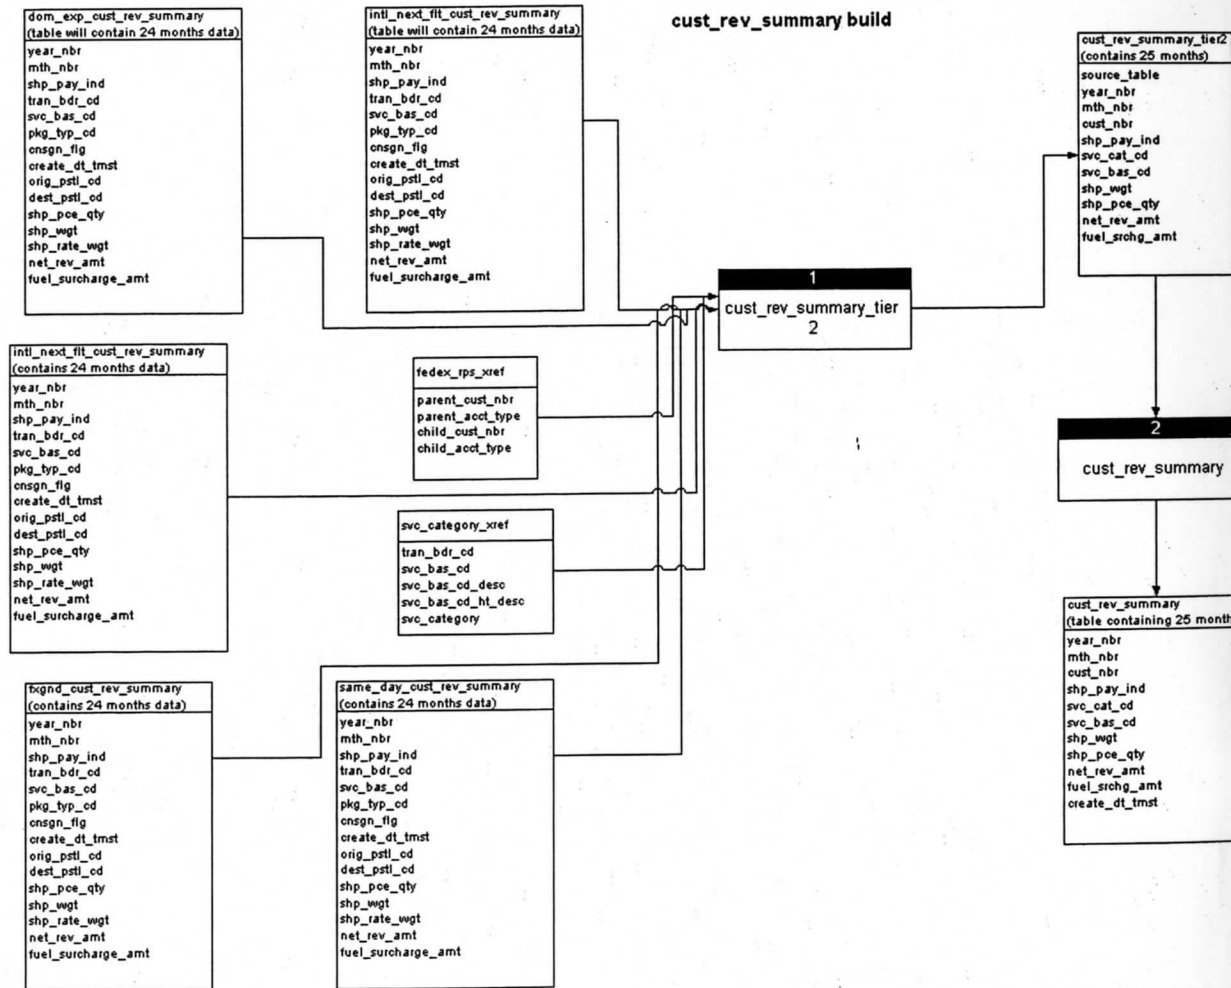 cust_rev_summary build
dom_exp_cust_rev_summary
(table will contain 24 months data)
year_nbr
mth_nbr
shp_pay_ind
tran_bdr_cd
svc_bas_cd
pkg_typ_cd
cnsgn_flg
create_dt_tmst
orig_pstl_cd
dest_pstl_cd
shp_pce_qty
shp_wgt
shp_rate_wgt
net_rev_amt
fuel_surcharge_amt
intl_next_flt_cust_rev_summary
(table will contain 24 months data)
year_nbr
mth_nbr
shp_pay_ind
tran_bdr_cd
svc_bas_cd
pkg_typ_cd
cnsgn_flg
create_dt_tmst
orig_pstl_cd
dest_pstl_cd
shp_pce_qty
shp_wgt
shp_rate_wgt
net_rev_amt
fuel_surcharge_amt
intl_next_flt_cust_rev_summary
(contains 24 months data)
year_nbr
mth_nbr
shp_pay_ind
tran_bdr_cd
svc_bas_cd
pkg_typ_cd
cnsgn_flg
create_dt_tmst
orig_pstl_cd
dest_pstl_cd
shp_pce_qty
shp_wgt
shp_rate_wgt
net_rev_amt
fuel_surcharge_amt
fedex_rps_xref
parent_cust_nbr
parent_acct_type
child_cust_nbr
child_acct_type
svc_category_xref
tran_bdr_cd
svc_bas_cd
svc_bas_cd_desc
svc_bas_cd_ht_desc
svc_category
fxgnd_cust_rev_summary
(contains 24 months data)
year_nbr
mth_nbr
shp_pay_ind
tran_bdr_cd
svc_bas_cd
pkg_typ_cd
cnsgn_flg
create_dt_tmst
orig_pstl_cd
dest_pstl_cd
shp_pce_qty
shp_wgt
shp_rate_wgt
net_rev_amt
fuel_surcharge_amt
same_day_cust_rev_summary
(contains 24 months data)
year_nbr
mth_nbr
shp_pay_ind
tran_bdr_cd
svc_bas_cd
pkg_typ_cd
cnsgn_flg
create_dt_tmst
orig_pstl_cd
dest_pstl_cd
shp_pce_qty
shp_wgt
shp_rate_wgt
net_rev_amt
fuel_surcharge_amt
1
cust_rev_summary_tier
2
cust_rev_summary_tier2
(contains 25 months)
source_table
year_nbr
mth_nbr
cust_nbr
shp_pay_ind
svc_cat_cd
svc_bas_cd
shp_wgt
shp_pce_qty
net_rev_amt
fuel_srchg_amt
2
cust_rev_summary
cust_rev_summary
(table containing 25 month
year_nbr
mth_nbr
cust_nbr
shp_pay_ind
svc_cat_cd
svc_bas_cd
shp_wgt
shp_pce_qty
net_rev_amt
fuel_srchg_amt
create_dt_tmst